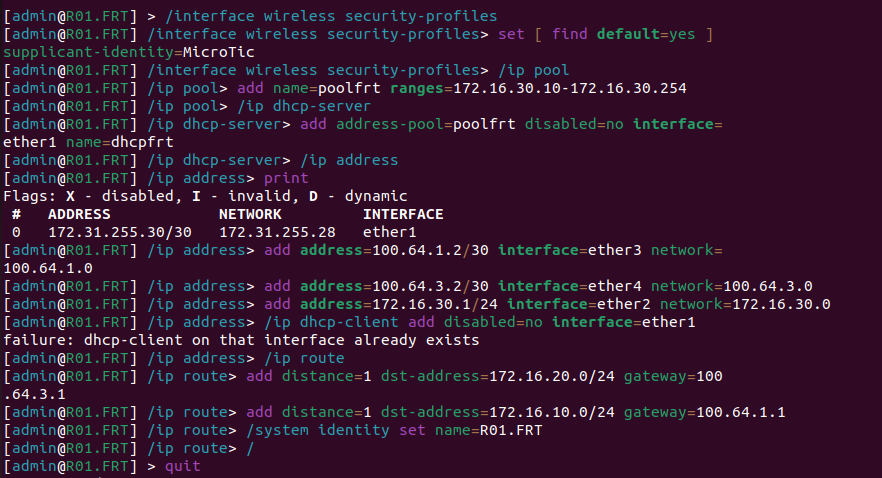 [admin@R01.FRT] > /interface wireless security-profiles
[admin@R01.FRT] /interface wireless security-profiles> set [ find default=yes ]
supplicant-identity=MicroTic
[admin@R01.FRT] /interface wireless security-profiles> /ip pool
[admin@R01.FRT] /ip pool> add name=poolfrt ranges=172.16.30.10-172.16.30.254
[admin@R01.FRT] /ip pool> /ip dhcp-server
[admin@R01.FRT] /ip dhcp-server> add address-pool=poolfrt disabled=no interface=
ether1 name=dhcpfrt
[admin@R01.FRT] /ip dhcp-server> /ip address
[admin@R01.FRT] /ip address> print
Flags: X - disabled, I - invalid, D - dynamic
# ADDRESS NETWORK INTERFACE
0 172.31.255.30/30 172.31.255.28 ether1
[admin@R01.FRT] /ip address> add address=100.64.1.2/30 interface=ether3 network=
100.64.1.0
[admin@R01.FRT] /ip address> add address=100.64.3.2/30 interface=ether4 network=100.64.3.0
[admin@R01.FRT] /ip address> add address=172.16.30.1/24 interface=ether2 network=172.16.30.0
[admin@R01.FRT] /ip address> /ip dhcp-client add disabled=no interface=ether1
failure: dhcp-client on that interface already exists
[admin@R01.FRT] /ip address> /ip route
[admin@R01.FRT] /ip route> add distance=1 dst-address=172.16.20.0/24 gateway=100
.64.3.1
[admin@R01.FRT] /ip route> add distance=1 dst-address=172.16.10.0/24 gateway=100.64.1.1
[admin@R01.FRT] /ip route> /system identity set name=R01.FRT
[admin@R01.FRT] /ip route> /
[admin@R01.FRT] > quit